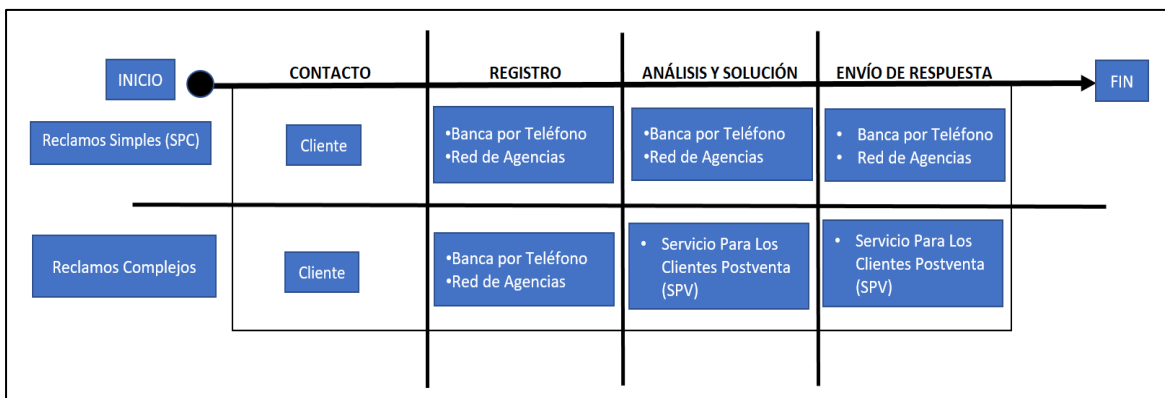 INICIO
CONTACTO
REGISTRO
ANÁLISIS Y SOLUCIÓN
ENVÍO DE RESPUESTA
FIN
Reclamos Simples (SPC)
Cliente
•Banca por Teléfono
•Red de Agencias
•Banca por Teléfono
•Red de Agencias
• Banca por Teléfono
• Red de Agencias
Reclamos Complejos
Cliente
•Banca por Teléfono
•Red de Agencias
• Servicio Para Los
Clientes Postventa
(SPV)
• Servicio Para Los
Clientes Postventa
(SPV)